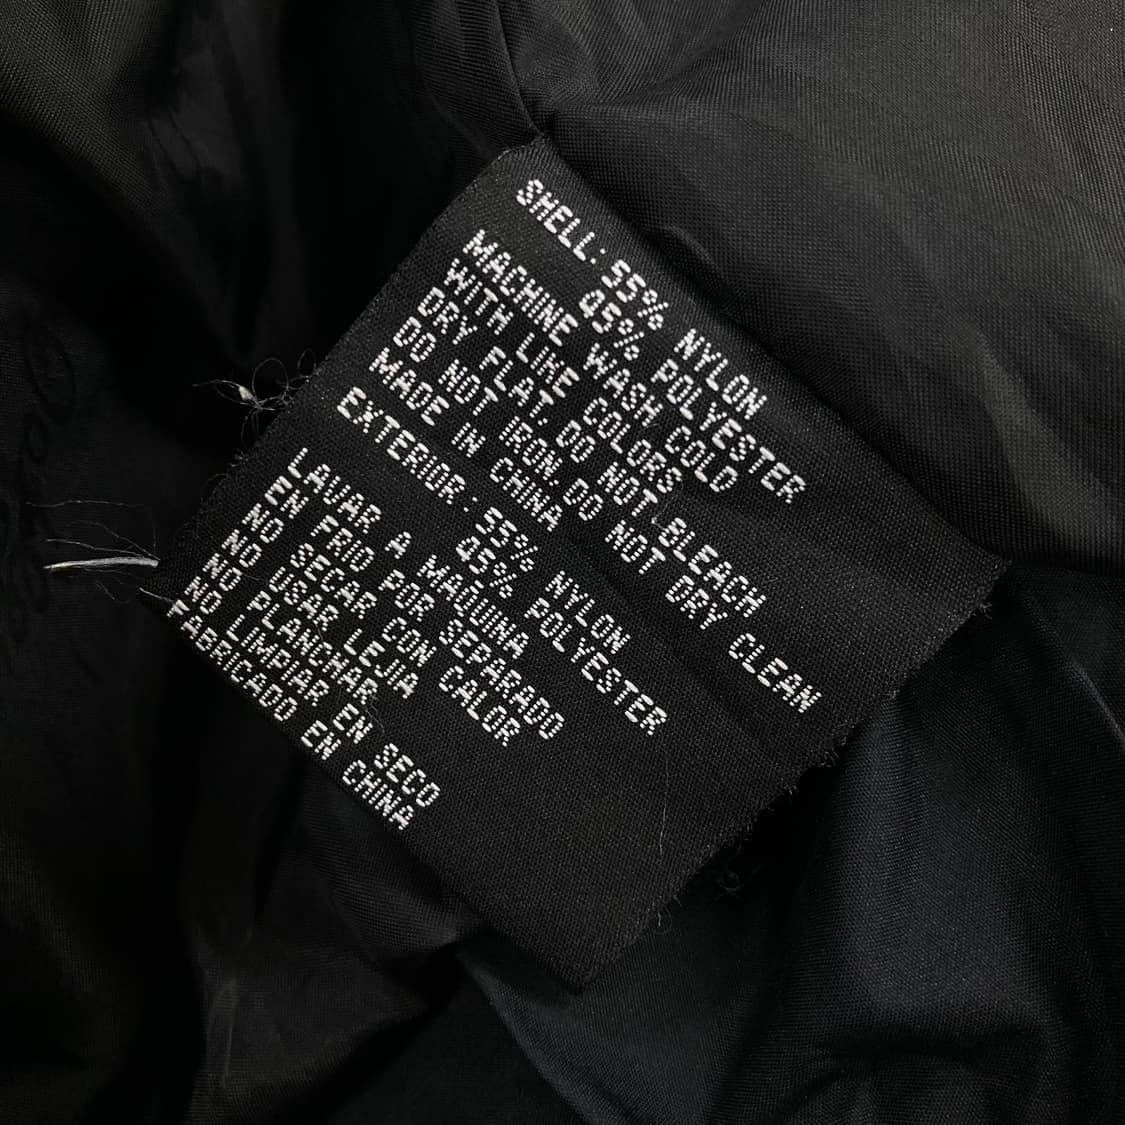 SHELL: 55% NYLON
45% POLYESTER
MACHINE WASH COLD
WITH LIKE COLORS
DRY FLAT, DO NOT BLEACH
DO NOT IRON, DO NOT DRY CLEAN
MADE IN CHINA
EXTERIOR: 55% NYLON
45% POLYESTER
LAVAR A MAQUINA
EN FRIO POR SEPARADO
NO SECAR CON CALOR
NO USAR LEJIA
NO PLANCHAR
NO LIMPIAR EN SECO
FABRICADO EN CHINA